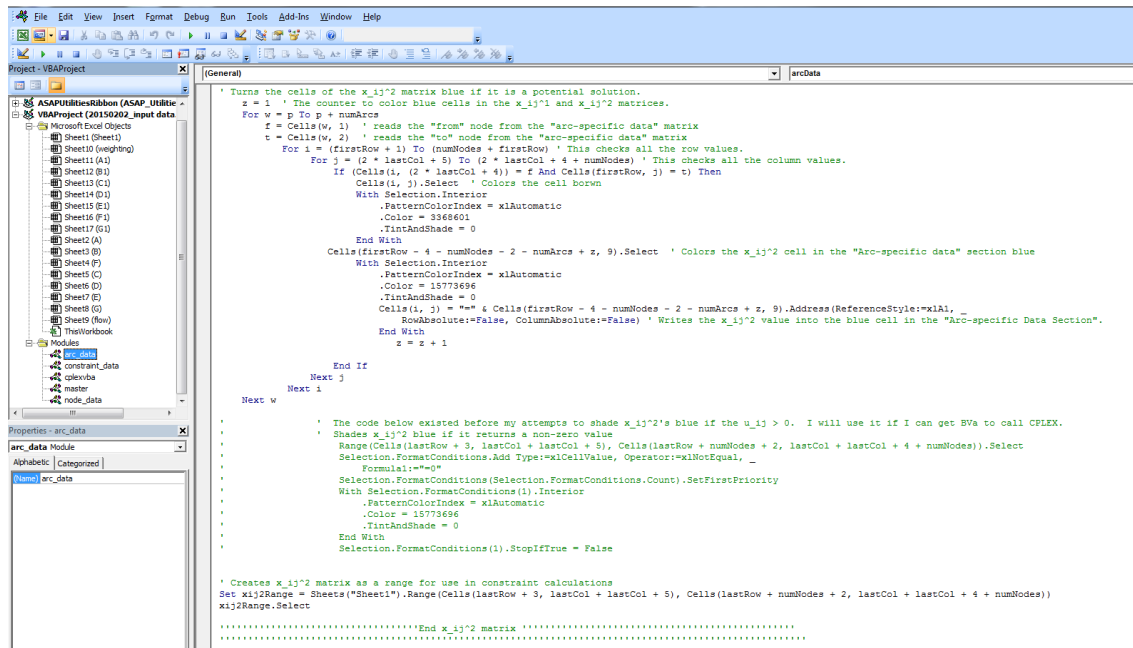 File Edit View Insert Format Debug Run Tools Add-Ins Window Help
Project - VBAProject
ASAPUtilitiesRibbon (ASAP_Utilitie
VBAProject (20150202_input data.
Microsoft Excel Objects
Sheet1 (Sheet1)
Sheet10 (weighting)
Sheet11 (A1)
Sheet12 (B1)
Sheet13 (C1)
Sheet14 (D1)
Sheet15 (E1)
Sheet16 (F1)
Sheet17 (G1)
Sheet2 (A)
Sheet3 (B)
Sheet4 (F)
Sheet5 (C)
Sheet6 (D)
Sheet7 (E)
Sheet8 (G)
Sheet9 (flow)
ThisWorkbook
Modules
arc_data
constraint_data
cplexvba
master
node_data
Properties - arc_data
arc_data Module
Alphabetic Categorized
(Name) arc_data
(General) arcData
' Turns the cells of the x_ij^2 matrix blue if it is a potential solution.
z = 1 ' The counter to color blue cells in the x_ij^1 and x_ij^2 matrices.
For w = p To p + numArcs
f = Cells(w, 1) ' reads the "from" node from the "arc-specific data" matrix
t = Cells(w, 2) ' reads the "to" node from the "arc-specific data" matrix
For i = (firstRow + 1) To (numNodes + firstRow) ' This checks all the row values.
For j = (2 * lastCol + 5) To (2 * lastCol + 4 + numNodes) ' This checks all the column values.
If (Cells(i, (2 * lastCol + 4)) = f And Cells(firstRow, j) = t) Then
Cells(i, j).Select ' Colors the cell borwn
With Selection.Interior
.PatternColorIndex = xlAutomatic
.Color = 3368601
.TintAndShade = 0
End With
Cells(firstRow - 4 - numNodes - 2 - numArcs + z, 9).Select ' Colors the x_ij^2 cell in the "Arc-specific data" section blue
With Selection.Interior
.PatternColorIndex = xlAutomatic
.Color = 15773696
.TintAndShade = 0
Cells(i, j) = "=" & Cells(firstRow - 4 - numNodes - 2 - numArcs + z, 9).Address(ReferenceStyle:=xlA1, _
RowAbsolute:=False, ColumnAbsolute:=False) ' Writes the x_ij^2 value into the blue cell in the "Arc-specific Data Section".
End With
z = z + 1
End If
Next j
Next i
Next w
' ' The code below existed before my attempts to shade x_ij^2's blue if the u_ij > 0. I will use it if I can get BVa to call CPLEX.
' ' Shades x_ij^2 blue if it returns a non-zero value
' Range(Cells(lastRow + 3, lastCol + lastCol + 5), Cells(lastRow + numNodes + 2, lastCol + lastCol + 4 + numNodes)).Select
' Selection.FormatConditions.Add Type:=xlCellValue, Operator:=xlNotEqual, _
' Formula1:="=0"
' Selection.FormatConditions(Selection.FormatConditions.Count).SetFirstPriority
' With Selection.FormatConditions(1).Interior
' .PatternColorIndex = xlAutomatic
' .Color = 15773696
' .TintAndShade = 0
' End With
' Selection.FormatConditions(1).StopIfTrue = False
' Creates x_ij^2 matrix as a range for use in constraint calculations
Set xij2Range = Sheets("Sheet1").Range(Cells(lastRow + 3, lastCol + lastCol + 5), Cells(lastRow + numNodes + 2, lastCol + lastCol + 4 + numNodes))
xij2Range.Select
''''''''''''''''''''''''''''''''''End x_ij^2 matrix ''''''''''''''''''''''''''''''''''''''''''''''
''''''''''''''''''''''''''''''''''''''''''''''''''''''''''''''''''''''''''''''''''''''''''''''''''''